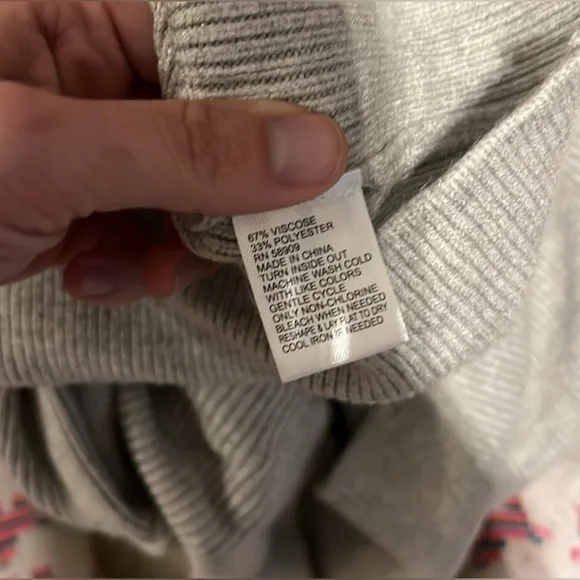 67% VISCOSE
33% POLYESTER
RN 58909
MADE IN CHINA
TURN INSIDE OUT
MACHINE WASH COLD
WITH LIKE COLORS
GENTLE CYCLE
ONLY NON-CHLORINE
BLEACH WHEN NEEDED
RESHAPE & LAY FLAT TO DRY
COOL IRON IF NEEDED